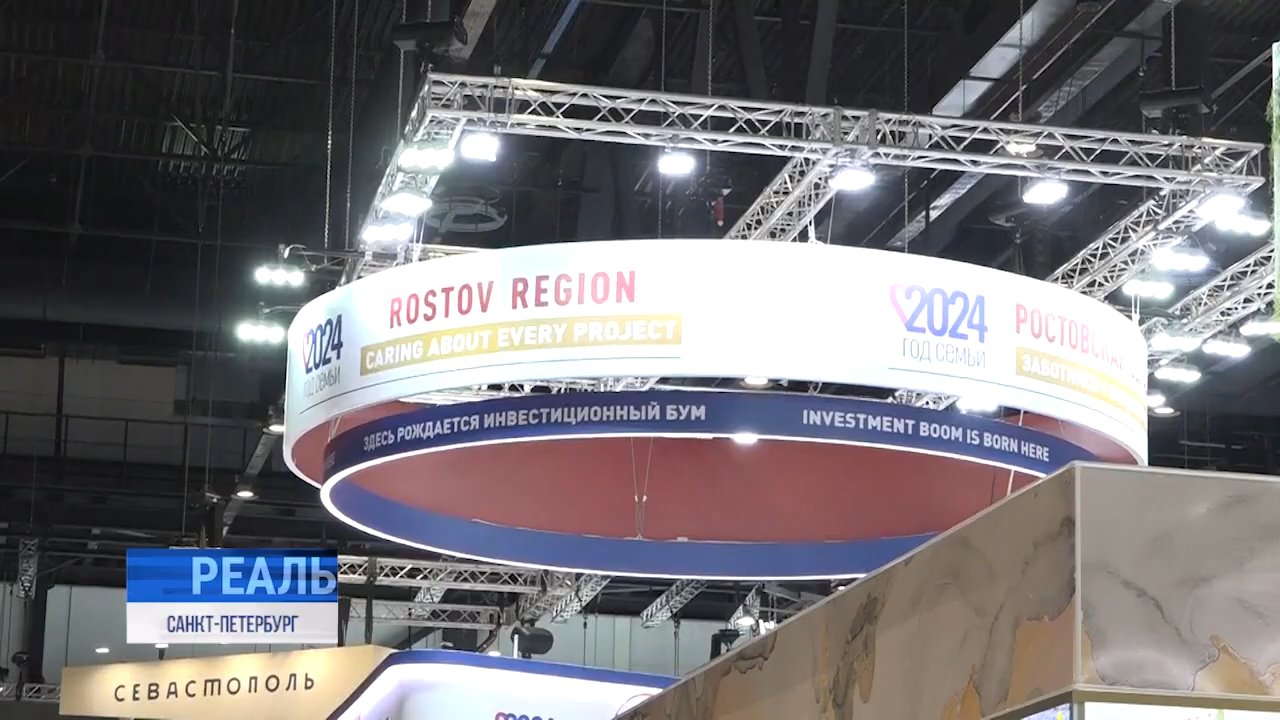 ROSTOV REGION
CARING ABOUT EVERY PROJECT
2024
ГОД СЕМЬИ
2024
ГОД СЕМЬИ
РОСТОВСКАЯ
ЗДЕСЬ РОЖДАЕТСЯ ИНВЕСТИЦИОННЫЙ БУМ
INVESTMENT BOOM IS BORN HERE
РЕАЛЬ
САНКТ-ПЕТЕРБУРГ
СЕВАСТОПОЛЬ
2024